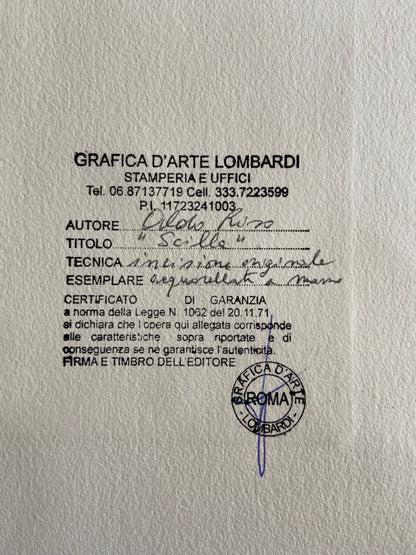 GRAFICA D'ARTE LOMBARDI
STAMPERIA E UFFICI
Tel. 06.87137719 Cell. 333.7223599
P.I. 11723241003
AUTORE
TITOLO "Scilla"
TECNICA incisione originale
ESEMPLARE acquarellato a mano
CERTIFICATO DI GARANZIA
a norma della Legge N. 1062 del 20.11.71
si dichiara che l opera qui allegata corrisponde
alle caratteristiche sopra riportate e di
conseguenza se ne garantisce l'autenticità.
FIRMA E TIMBRO DELL'EDITORE
GRAFICA D'ARTE
ROMA
- LOMBARDI -